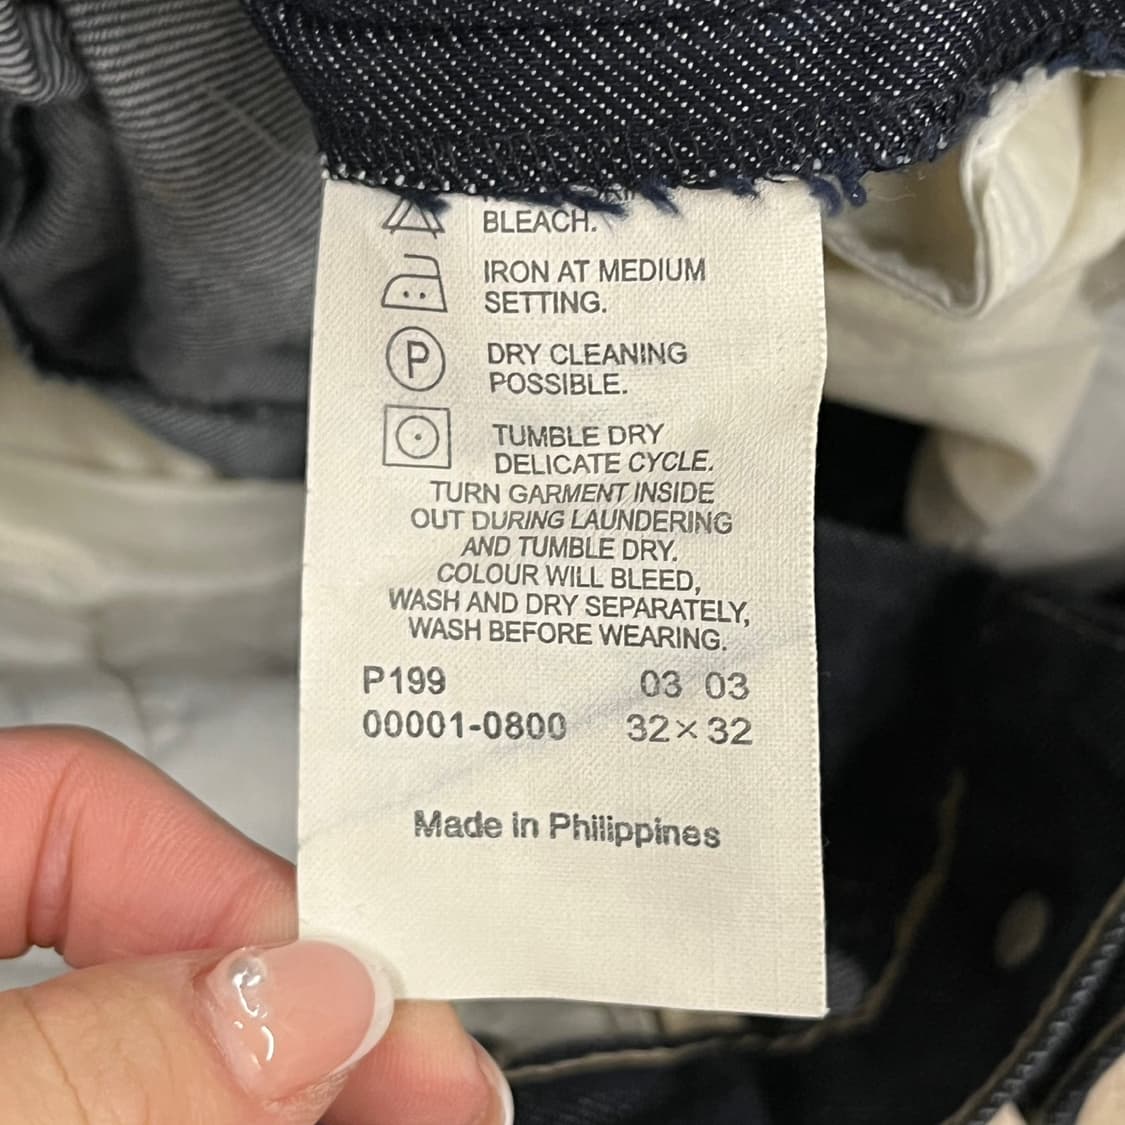 BLEACH.
IRON AT MEDIUM
SETTING.
P DRY CLEANING
POSSIBLE.
TUMBLE DRY
DELICATE CYCLE.
TURN GARMENT INSIDE
OUT DURING LAUNDERING
AND TUMBLE DRY.
COLOUR WILL BLEED,
WASH AND DRY SEPARATELY,
WASH BEFORE WEARING.
P199 03 03
00001-0800 32×32
Made in Philippines